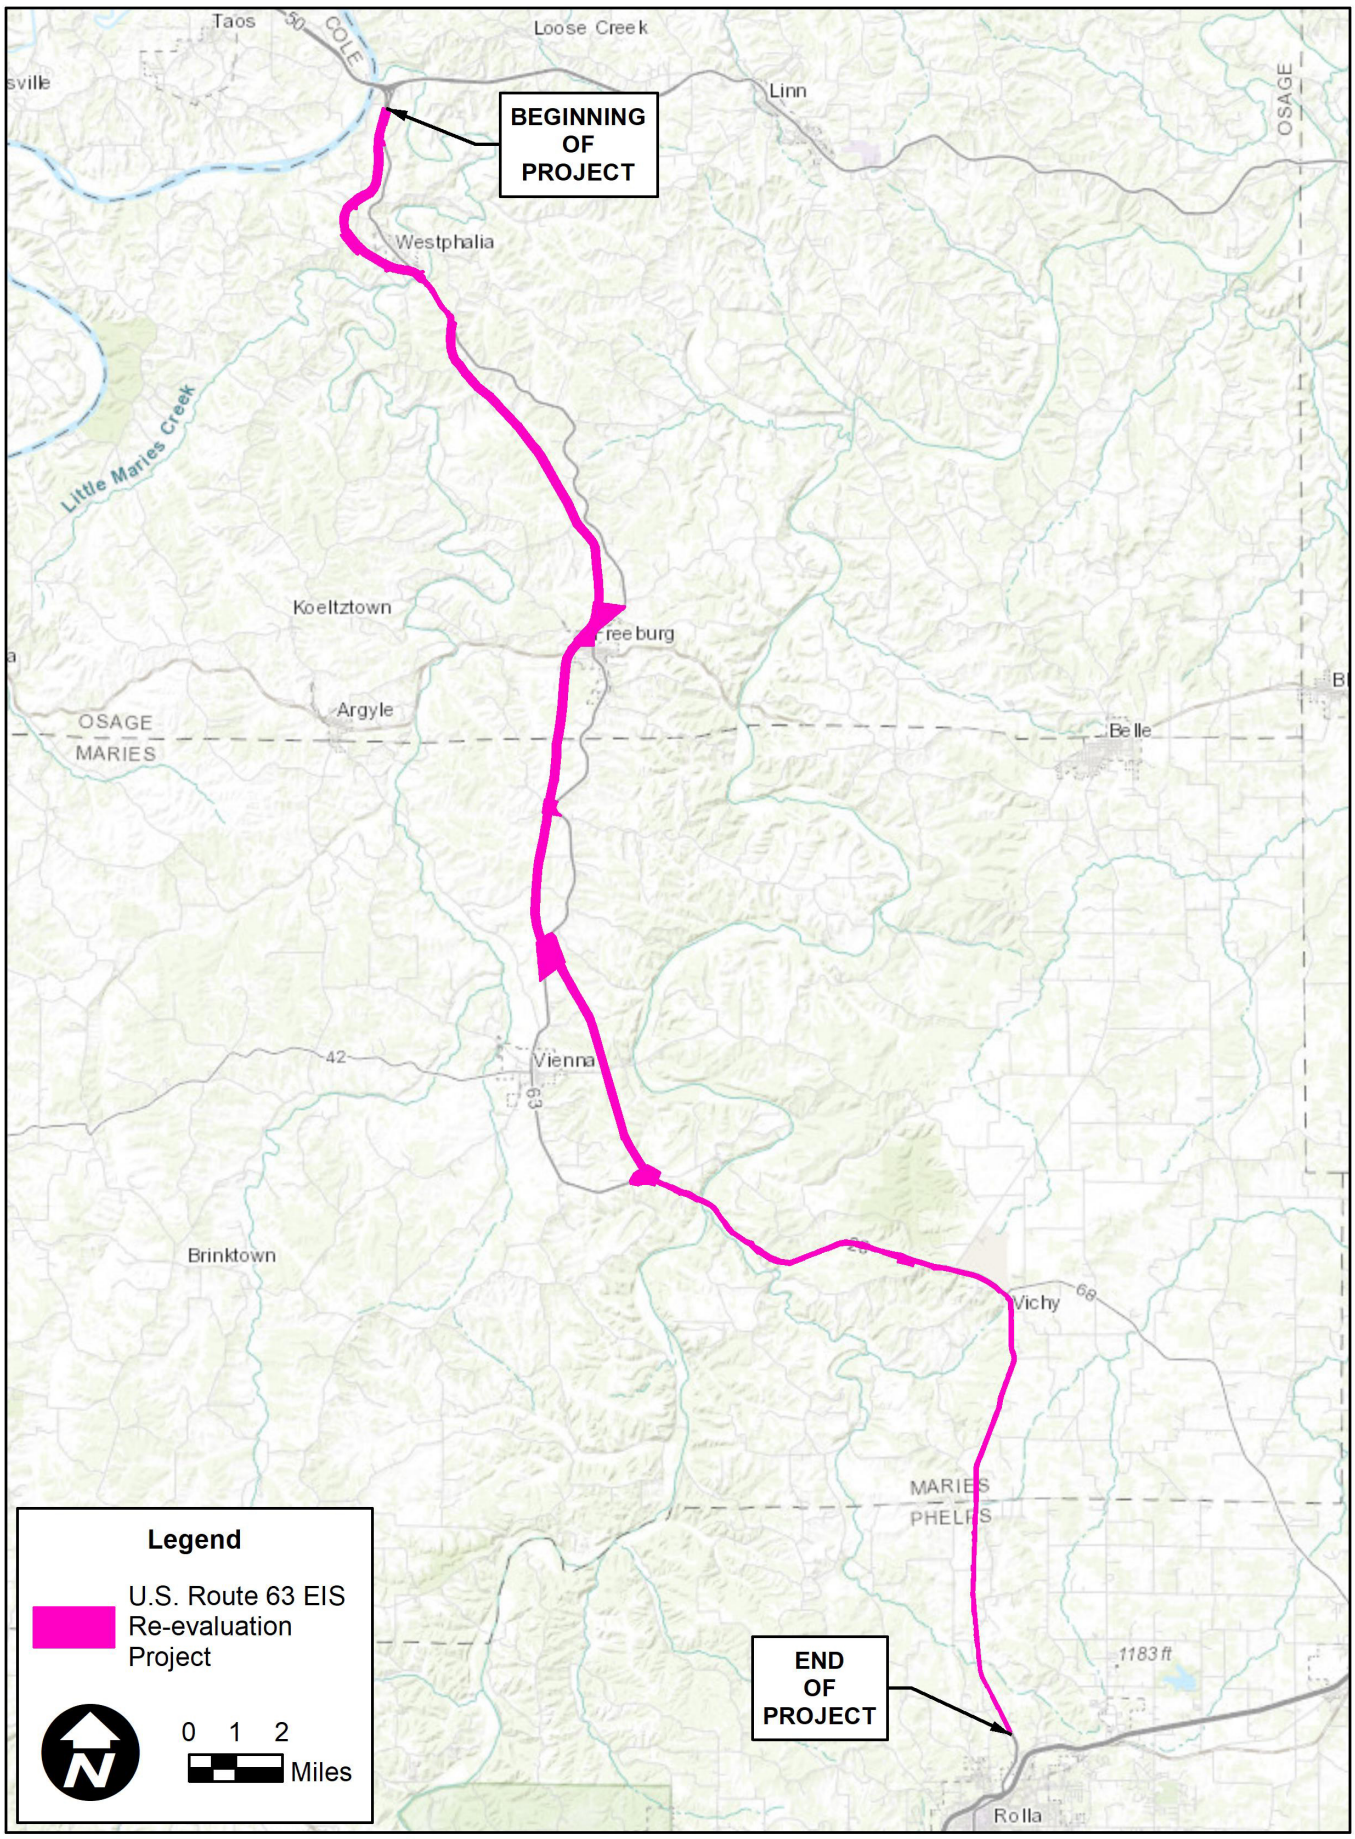 Taos
50
COLE
Loose Creek
sville
Linn
OSAGE
BEGINNING
OF
PROJECT
Westphalia
Little Maries Creek
Koeltztown
Freeburg
a
Argyle
OSAGE
MARIES
Bl
Belle
42
Vienna
63
Brinktown
28
Vichy
68
MARIES
PHELPS
Legend
U.S. Route 63 EIS
Re-evaluation
Project
N
0 1 2
Miles
END
OF
PROJECT
1183 ft
Rolla